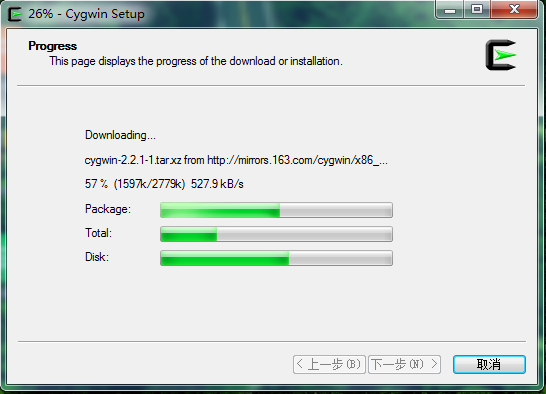 26% - Cygwin Setup
Progress
This page displays the progress of the download or installation.
Downloading...
cygwin-2.2.1-1.tar.xz from http://mirrors.163.com/cygwin/x86_...
57 % (1597k/2779k) 527.9 kB/s
Package:
Total:
Disk:
< 上一步(B) 下一步(N) > 取消